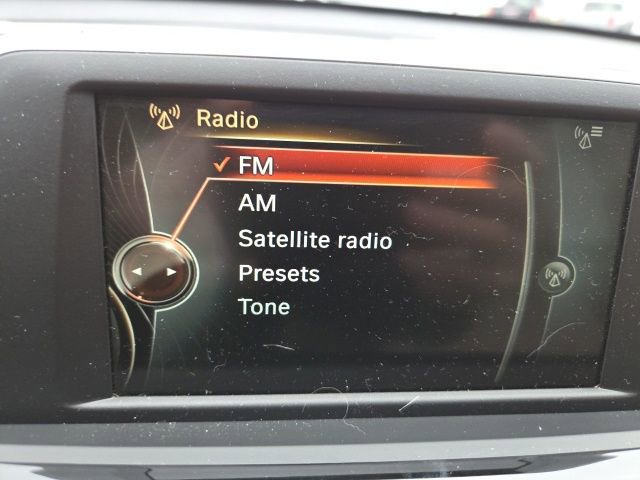 Radio
FM
AM
Satellite radio
Presets
Tone